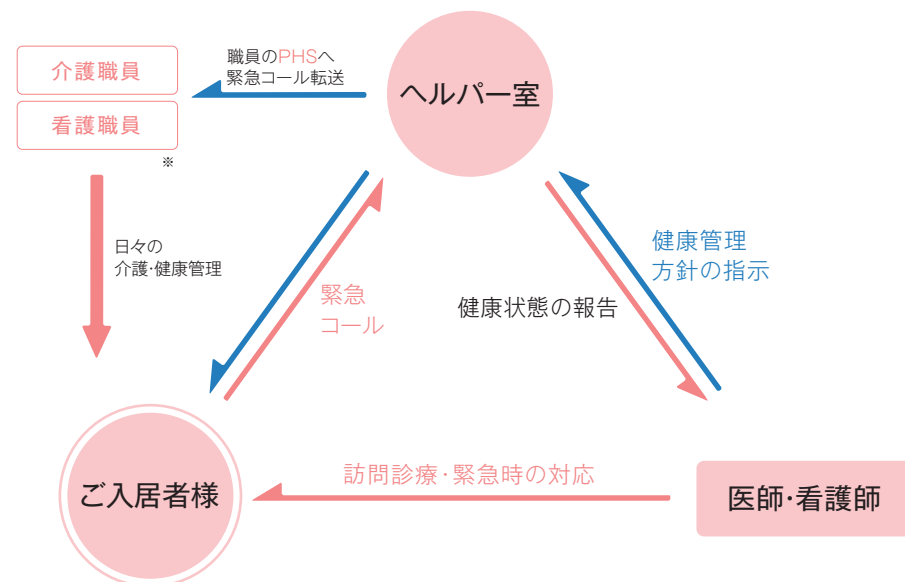 介護職員
看護職員
※
職員のPHSへ
緊急コール転送
ヘルパー室
日々の
介護・健康管理
緊急
コール
健康管理
方針の指示
健康状態の報告
ご入居者様
訪問診療・緊急時の対応
医師・看護師